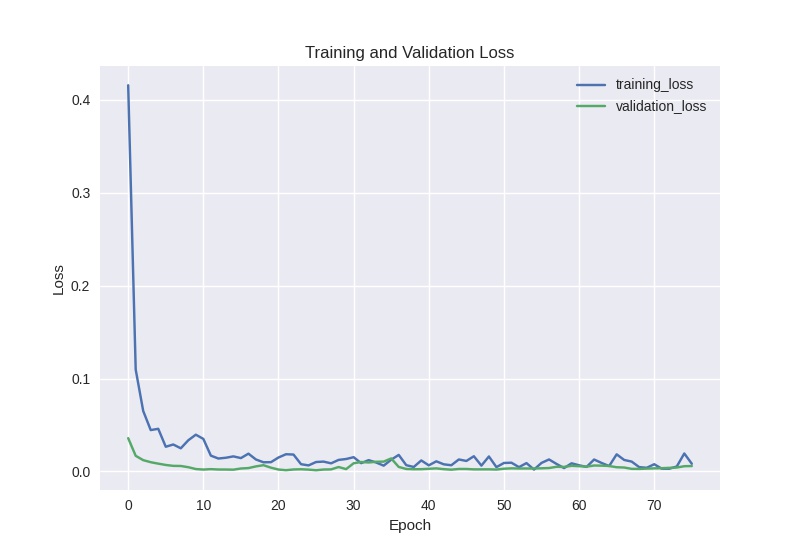 Training and Validation Loss
training_loss
validation_loss
0.4
0.3
0.2
0.1
0.0
Loss
0 10 20 30 40 50 60 70
Epoch